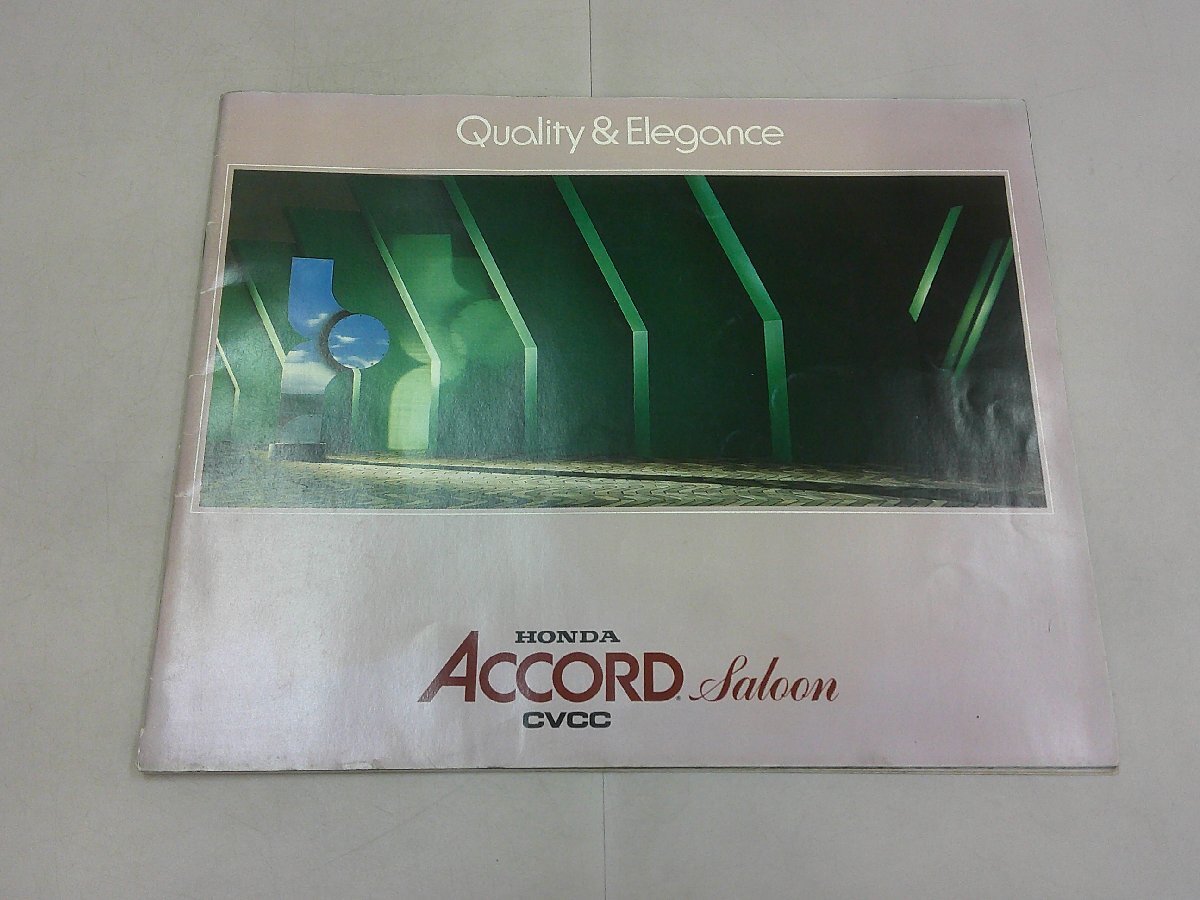 Quality & Elegance
HONDA
ACCORD Saloon
CVCC